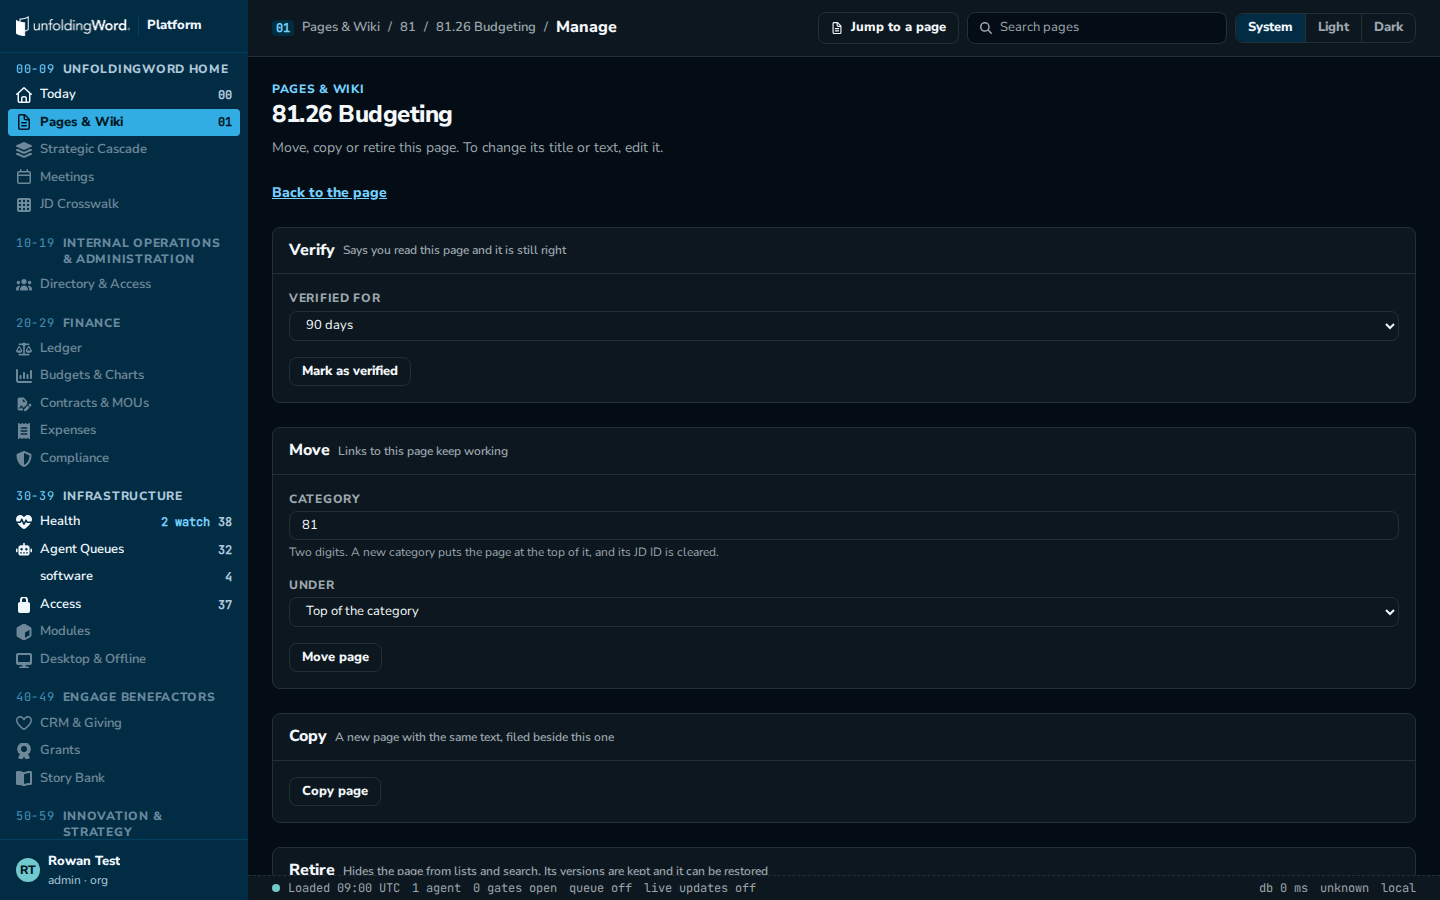 unfoldingWord. Platform
00-09 UNFOLDINGWORD HOME
Today 00
Pages & Wiki 01
Strategic Cascade
Meetings
JD Crosswalk
10-19 INTERNAL OPERATIONS
& ADMINISTRATION
Directory & Access
20-29 FINANCE
Ledger
Budgets & Charts
Contracts & MOUs
Expenses
Compliance
30-39 INFRASTRUCTURE
Health 2 watch 38
Agent Queues 32
software 4
Access 37
Modules
Desktop & Offline
40-49 ENGAGE BENEFACTORS
CRM & Giving
Grants
Story Bank
50-59 INNOVATION &
STRATEGY
RT Rowan Test
admin · org
01 Pages & Wiki / 81 / 81.26 Budgeting / Manage
Jump to a page
Search pages
System Light Dark
PAGES & WIKI
81.26 Budgeting
Move, copy or retire this page. To change its title or text, edit it.
Back to the page
Verify Says you read this page and it is still right
VERIFIED FOR
90 days
Mark as verified
Move Links to this page keep working
CATEGORY
81
Two digits. A new category puts the page at the top of it, and its JD ID is cleared.
UNDER
Top of the category
Move page
Copy A new page with the same text, filed beside this one
Copy page
Retire Hides the page from lists and search. Its versions are kept and it can be restored
Loaded 09:00 UTC 1 agent 0 gates open queue off live updates off
db 0 ms unknown local